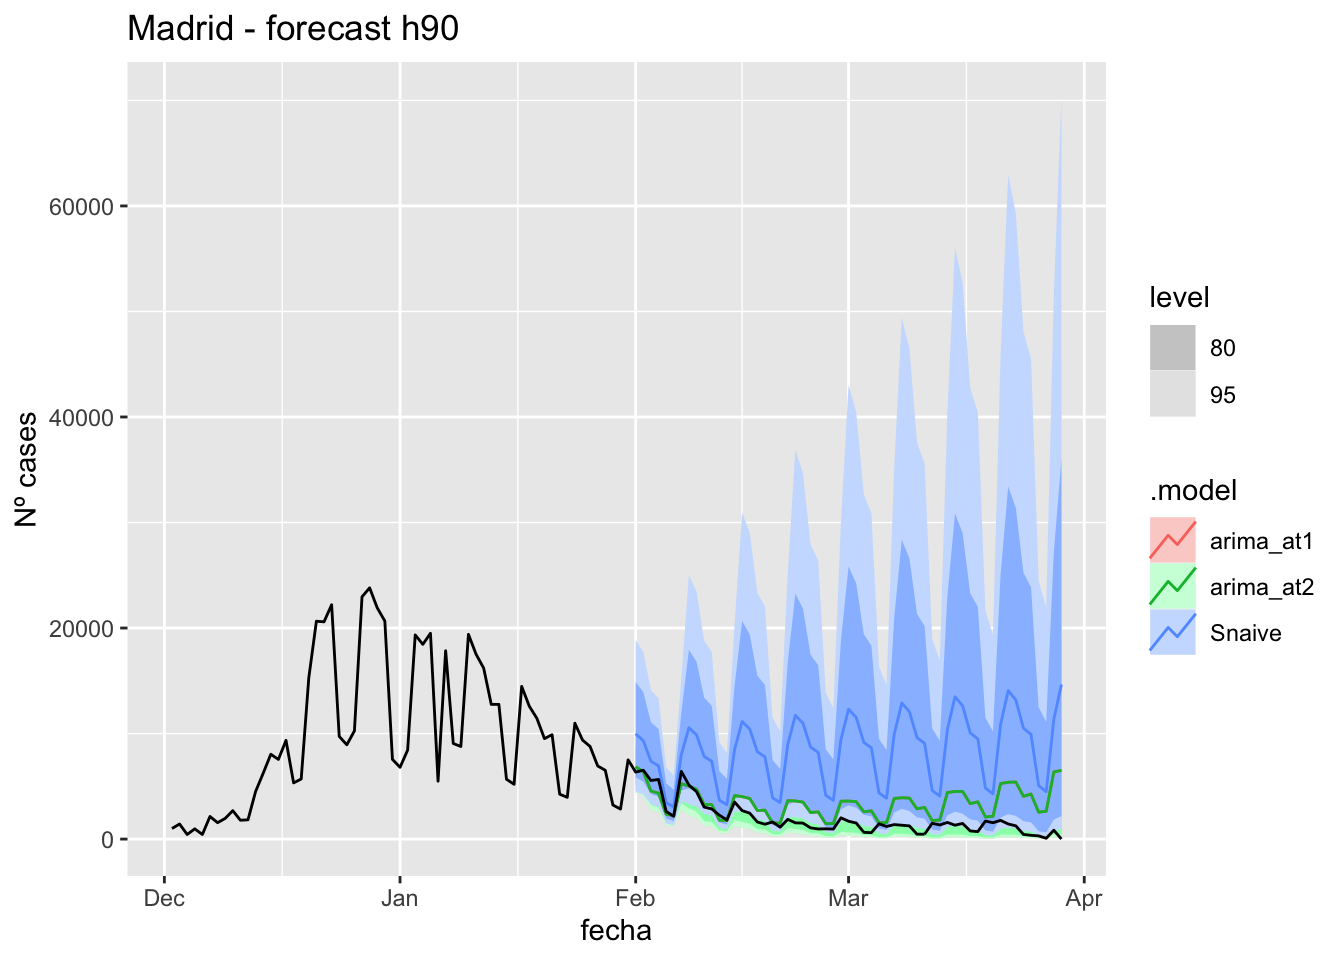 Madrid - forecast h90
Nº cases
60000
40000
20000
0
Dec
Jan
Feb
Mar
Apr
fecha
level
80
95
.model
arima_at1
arima_at2
Snaive